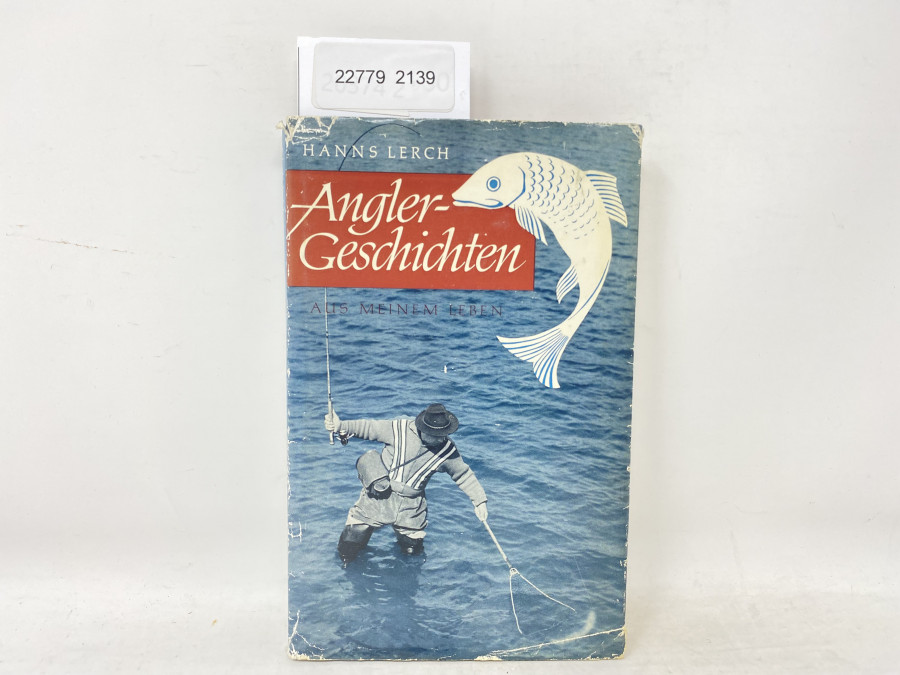 22779 2139
HANNS LERCH
Angler-
Geschichten
AUS MEINEM LEBEN